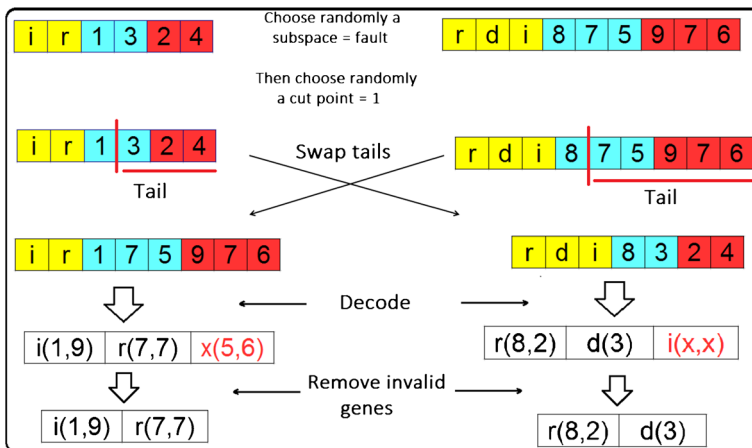 i r 1 3 2 4
Choose randomly a
subspace = fault
r d i 8 7 5 9 7 6
Then choose randomly
a cut point = 1
i r 1 3 2 4
Swap tails
r d i 8 7 5 9 7 6
Tail
Tail
i r 1 7 5 9 7 6
r d i 8 3 2 4
Decode
i(1,9) r(7,7) x(5,6)
r(8,2) d(3) i(x,x)
Remove invalid
genes
i(1,9) r(7,7)
r(8,2) d(3)